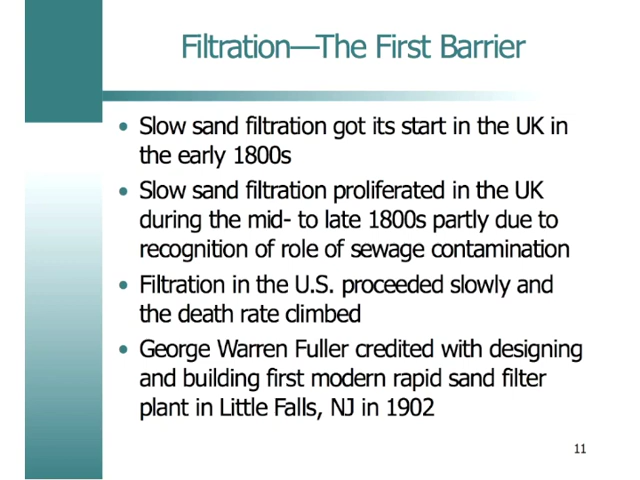 Filtration—The First Barrier
• Slow sand filtration got its start in the UK in
the early 1800s
• Slow sand filtration proliferated in the UK
during the mid- to late 1800s partly due to
recognition of role of sewage contamination
• Filtration in the U.S. proceeded slowly and
the death rate climbed
• George Warren Fuller credited with designing
and building first modern rapid sand filter
plant in Little Falls, NJ in 1902
11